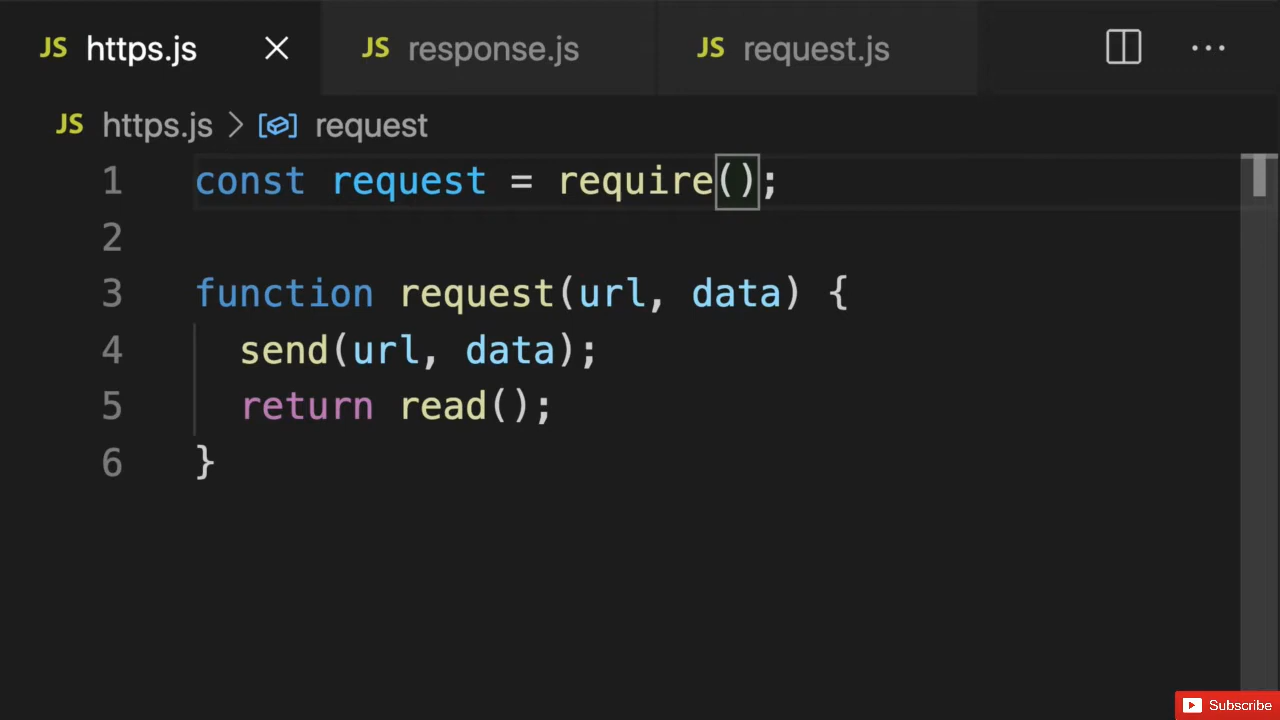 JS https.js × JS response.js JS request.js ...
JS https.js > request
1 const request = require();
2
3 function request(url, data) {
4 send(url, data);
5 return read();
6 }
Subscribe